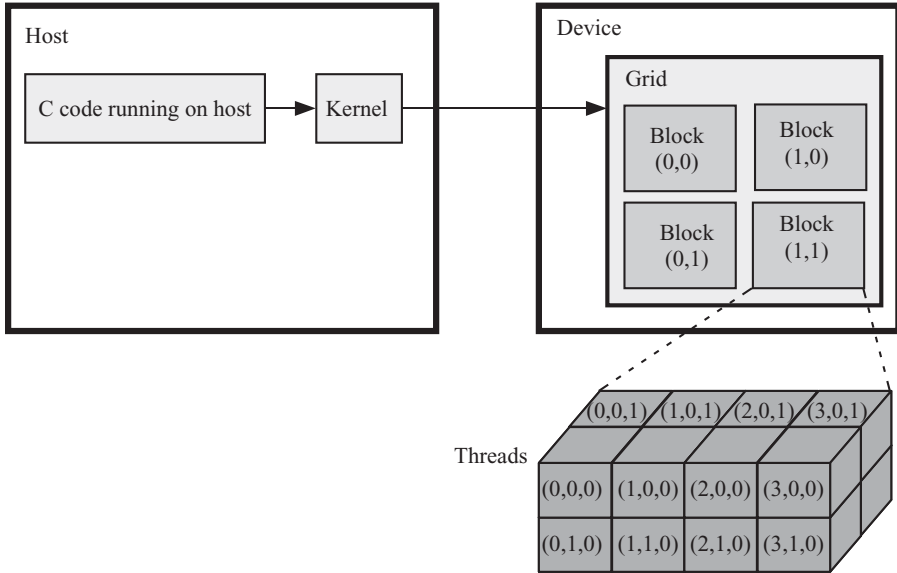 Host
C code running on host
Kernel
Device
Grid
Block
(0,0)
Block
(1,0)
Block
(0,1)
Block
(1,1)
Threads
(0,0,1) (1,0,1) (2,0,1) (3,0,1)
(0,0,0) (1,0,0) (2,0,0) (3,0,0)
(0,1,0) (1,1,0) (2,1,0) (3,1,0)